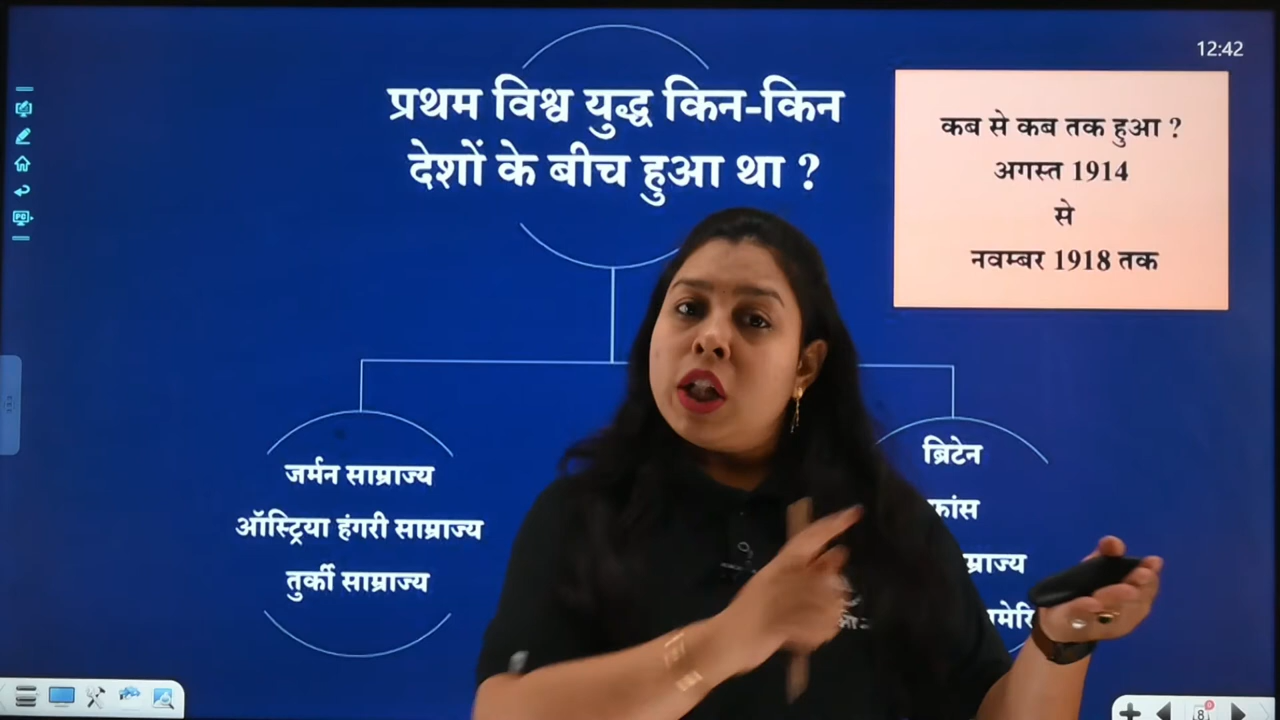 12:42
प्रथम विश्व युद्ध किन-किन
देशों के बीच हुआ था ?
कब से कब तक हुआ ?
अगस्त 1914
से
नवम्बर 1918 तक
जर्मन साम्राज्य
ऑस्ट्रिया हंगरी साम्राज्य
तुर्की साम्राज्य
ब्रिटेन